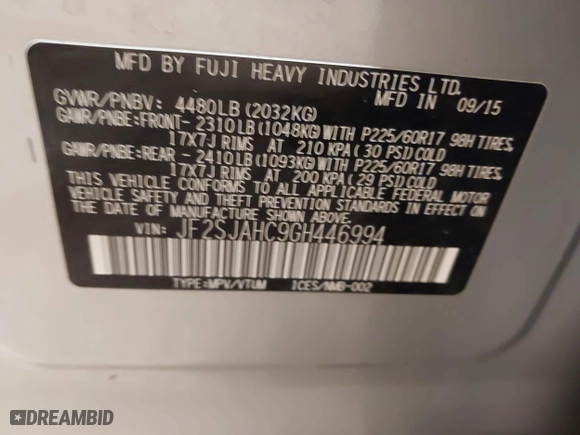 MFD BY FUJI HEAVY INDUSTRIES LTD.
GVWR/PNBV: 4480LB(2032KG) MFD IN 09/15
GAWR/PNBE:FRONT-2310LB(1048KG)WITH P225/60R17 98H TIRES,
17X7J RIMS AT 210 KPA(30 PSI)COLD
GAWR/PNBE:REAR -2410LB(1093KG)WITH P225/60R17 98H TIRES,
17X7J RIMS AT 200 KPA(29 PSI)COLD
THIS VEHICLE CONFORMS TO ALL APPLICABLE FEDERAL MOTOR
VEHICLE SAFETY AND THEFT PREVENTION STANDARDS IN EFFECT ON
THE DATE OF MANUFACTURE SHOWN ABOVE.
VIN: JF2SJAHC9GH446994
TYPE:MPV/VTUM ICES/NMB-002
DREAMBID